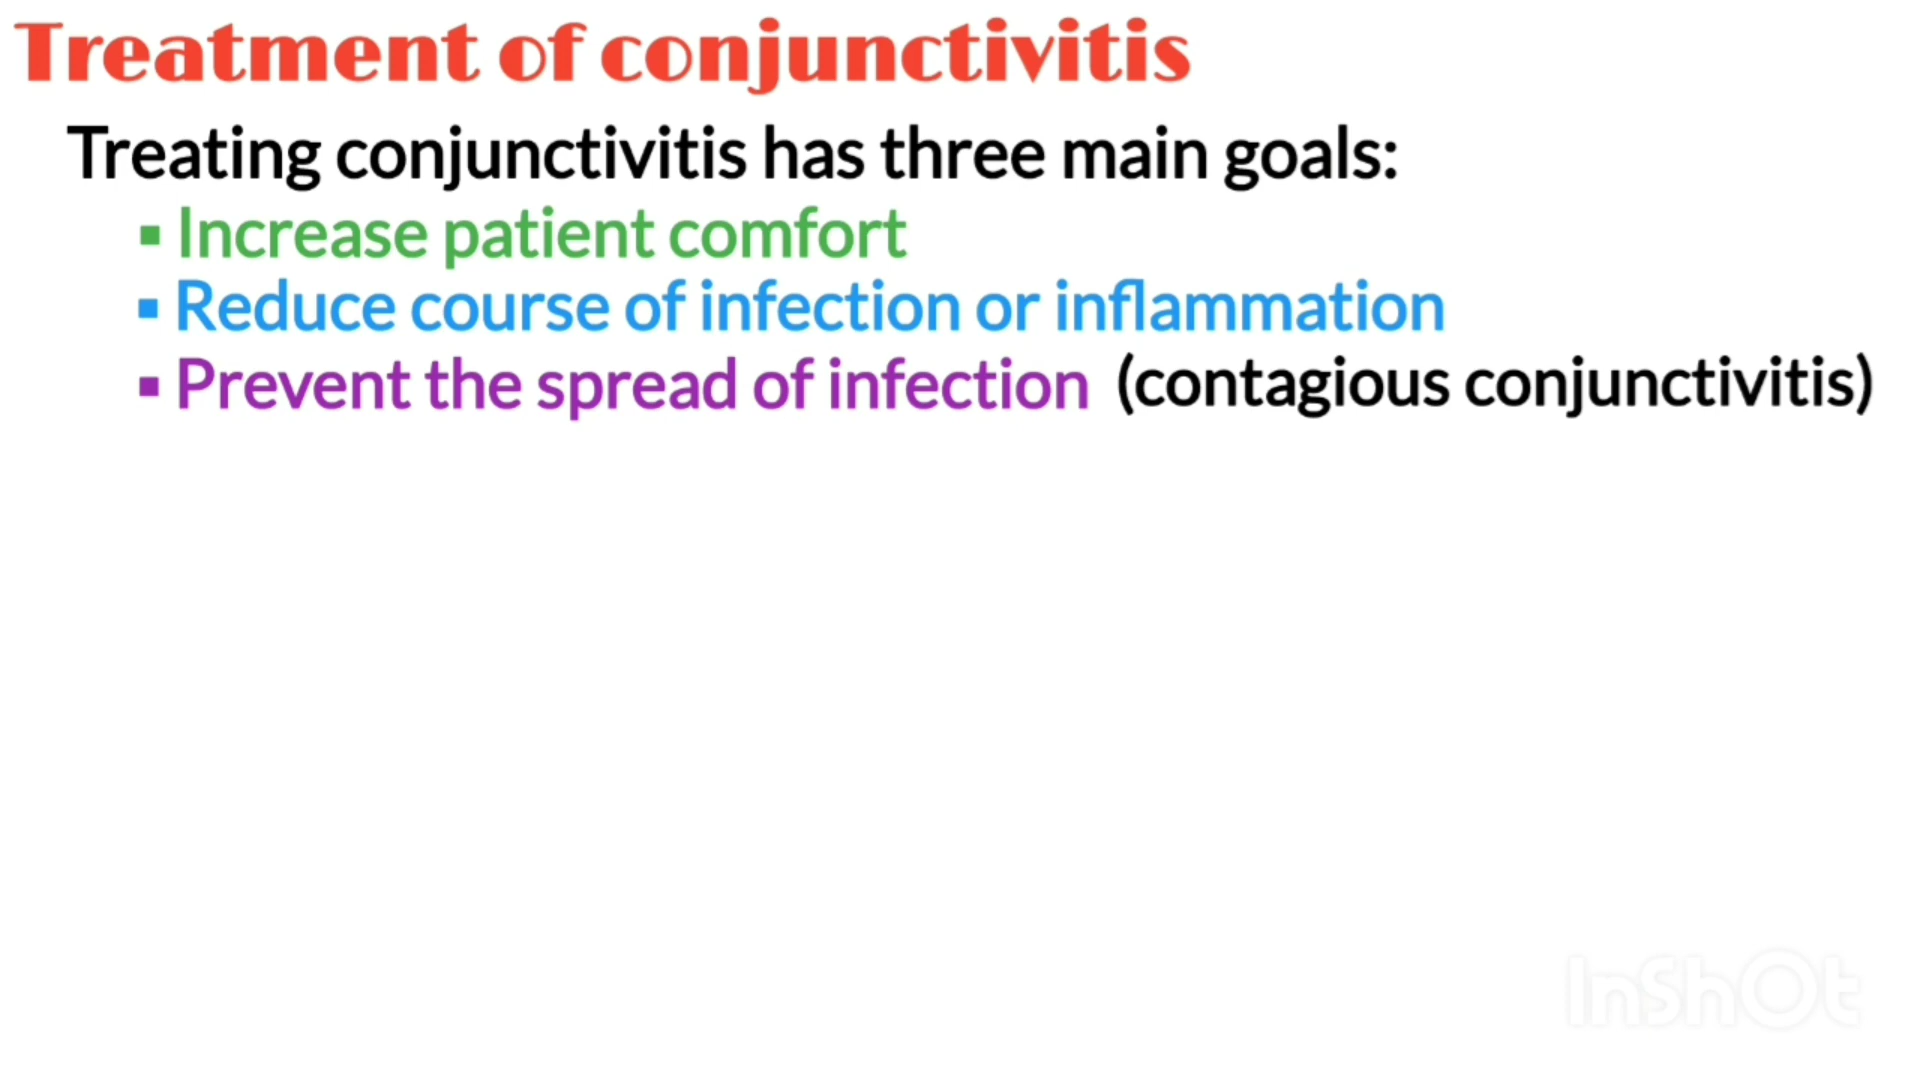 Treatment of conjunctivitis
Treating conjunctivitis has three main goals:
▪ Increase patient comfort
▪ Reduce course of infection or inflammation
▪ Prevent the spread of infection (contagious conjunctivitis)
InShOt